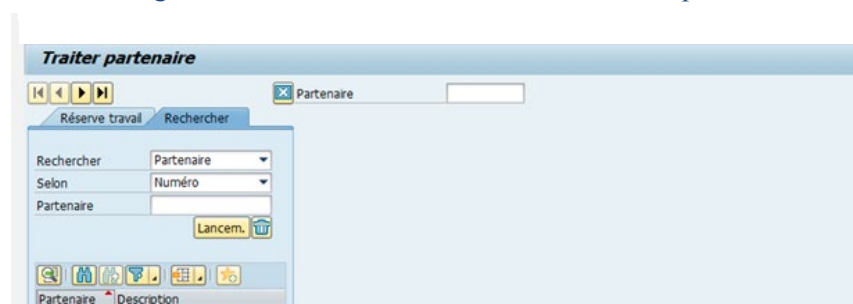 Traiter partenaire
Partenaire
Réserve travail Rechercher
Rechercher Partenaire
Selon Numéro
Partenaire
Lancem.
Partenaire Description